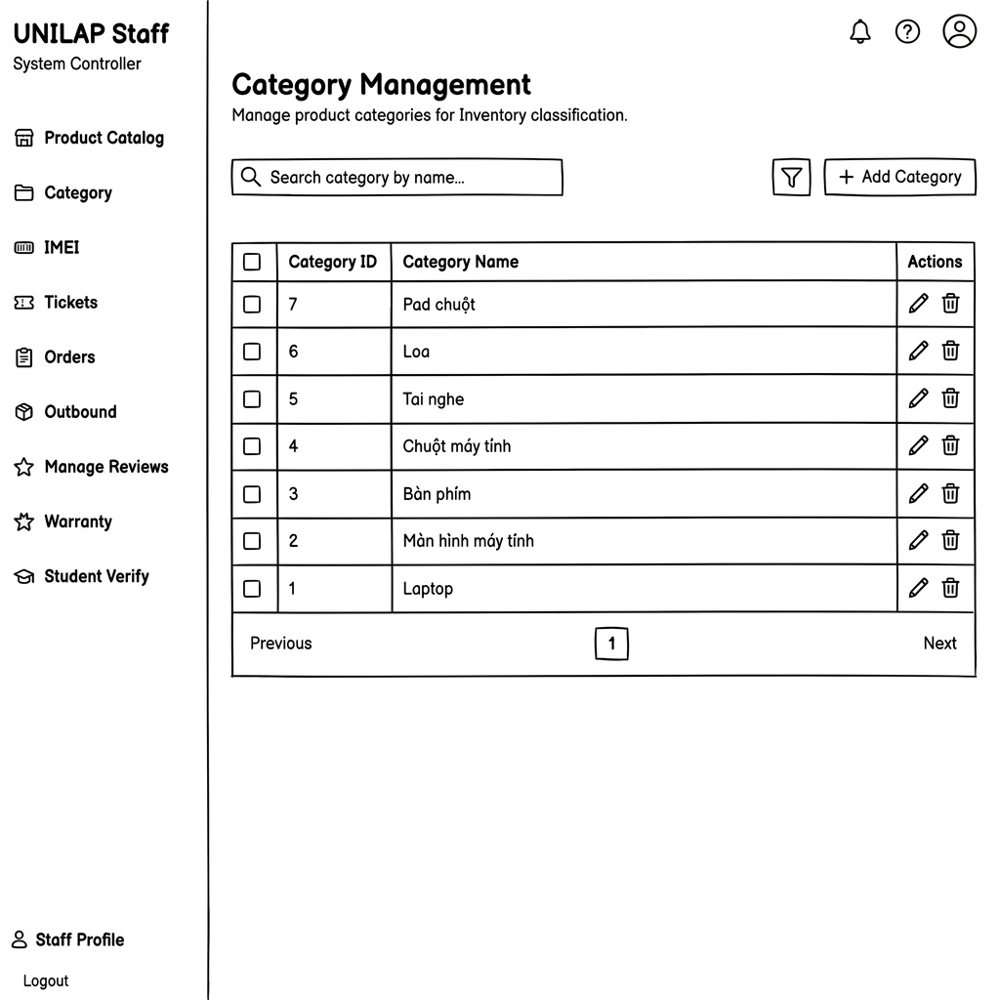 UNILAP Staff
System Controller
Product Catalog
Category
IMEI
Tickets
Orders
Outbound
Manage Reviews
Warranty
Student Verify
Staff Profile
Logout
Category Management
Manage product categories for Inventory classification.
Search category by name...
+ Add Category
Category ID Category Name Actions
7 Pad chuột
6 Loa
5 Tai nghe
4 Chuột máy tính
3 Bàn phím
2 Màn hình máy tính
1 Laptop
Previous 1 Next